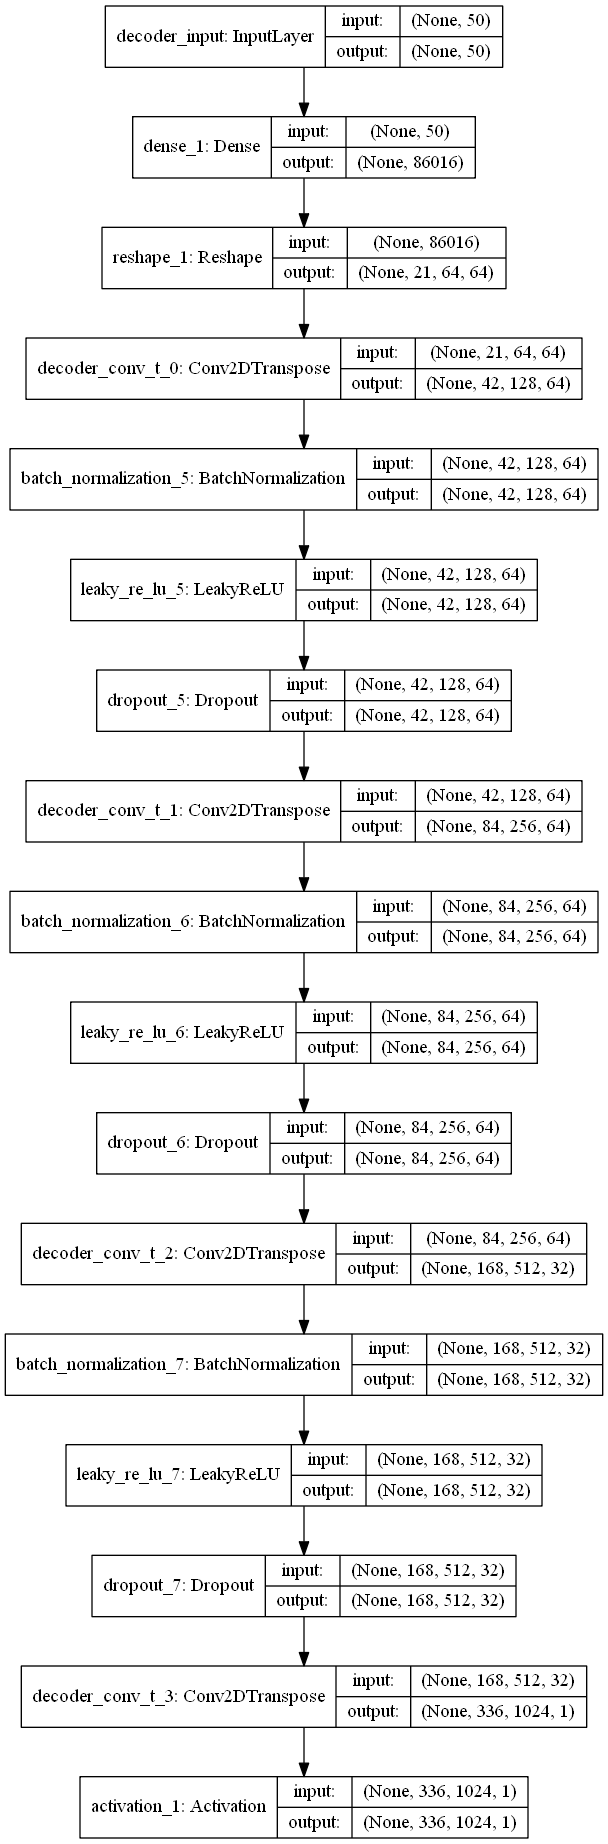 decoder_input: InputLayer input: (None, 50)
output: (None, 50)
dense_1: Dense input: (None, 50)
output: (None, 86016)
reshape_1: Reshape input: (None, 86016)
output: (None, 21, 64, 64)
decoder_conv_t_0: Conv2DTranspose input: (None, 21, 64, 64)
output: (None, 42, 128, 64)
batch_normalization_5: BatchNormalization input: (None, 42, 128, 64)
output: (None, 42, 128, 64)
leaky_re_lu_5: LeakyReLU input: (None, 42, 128, 64)
output: (None, 42, 128, 64)
dropout_5: Dropout input: (None, 42, 128, 64)
output: (None, 42, 128, 64)
decoder_conv_t_1: Conv2DTranspose input: (None, 42, 128, 64)
output: (None, 84, 256, 64)
batch_normalization_6: BatchNormalization input: (None, 84, 256, 64)
output: (None, 84, 256, 64)
leaky_re_lu_6: LeakyReLU input: (None, 84, 256, 64)
output: (None, 84, 256, 64)
dropout_6: Dropout input: (None, 84, 256, 64)
output: (None, 84, 256, 64)
decoder_conv_t_2: Conv2DTranspose input: (None, 84, 256, 64)
output: (None, 168, 512, 32)
batch_normalization_7: BatchNormalization input: (None, 168, 512, 32)
output: (None, 168, 512, 32)
leaky_re_lu_7: LeakyReLU input: (None, 168, 512, 32)
output: (None, 168, 512, 32)
dropout_7: Dropout input: (None, 168, 512, 32)
output: (None, 168, 512, 32)
decoder_conv_t_3: Conv2DTranspose input: (None, 168, 512, 32)
output: (None, 336, 1024, 1)
activation_1: Activation input: (None, 336, 1024, 1)
output: (None, 336, 1024, 1)